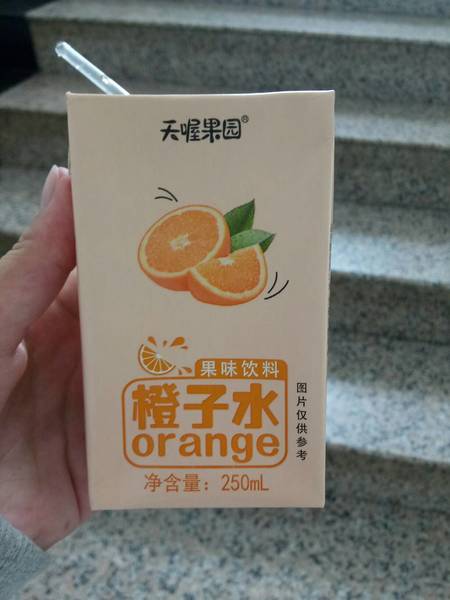 天喔果园®
果味饮料
橙子水
orange
图片仅供参考
净含量：250mL